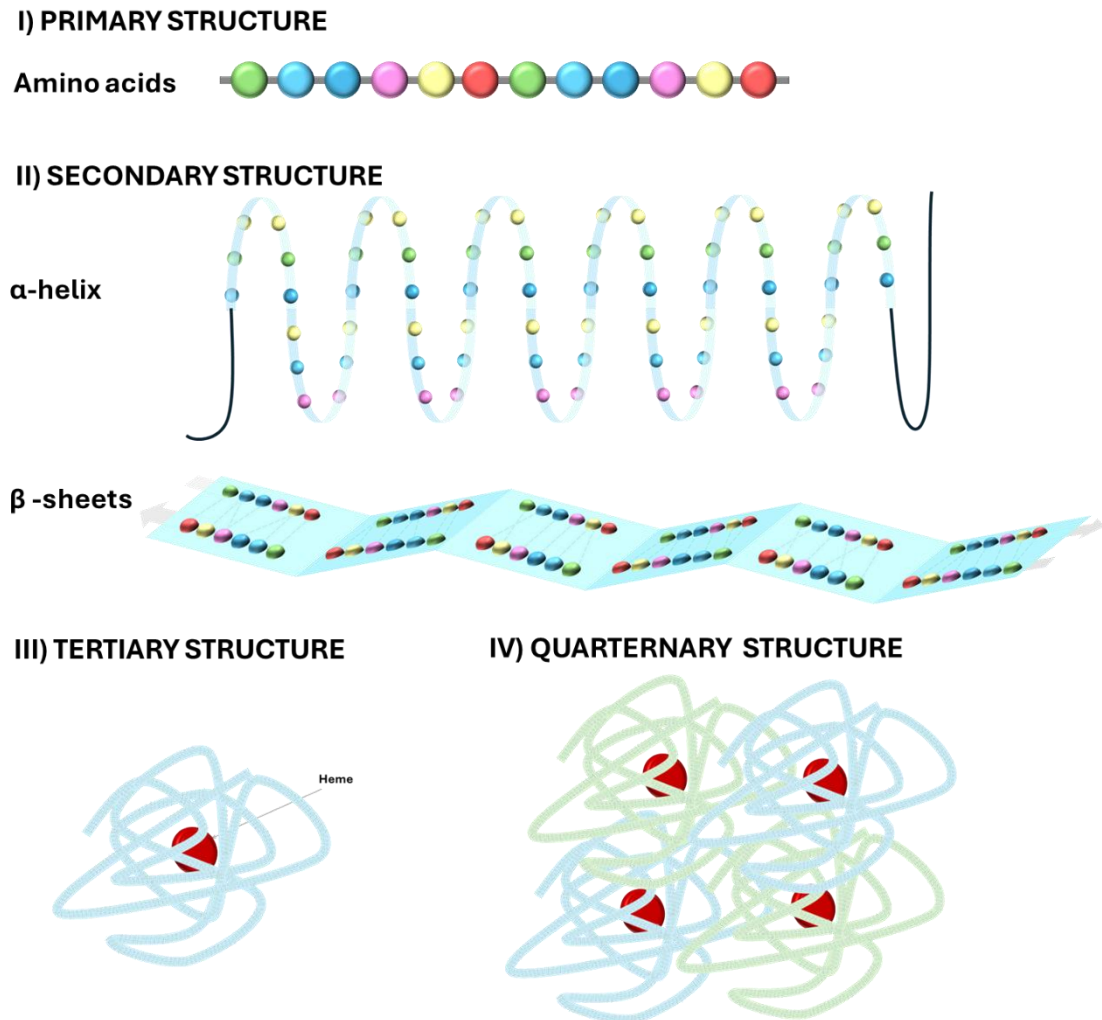 I) PRIMARY STRUCTURE
Amino acids
II) SECONDARY STRUCTURE
α-helix
β -sheets
III) TERTIARY STRUCTURE
IV) QUARTERNARY STRUCTURE
Heme